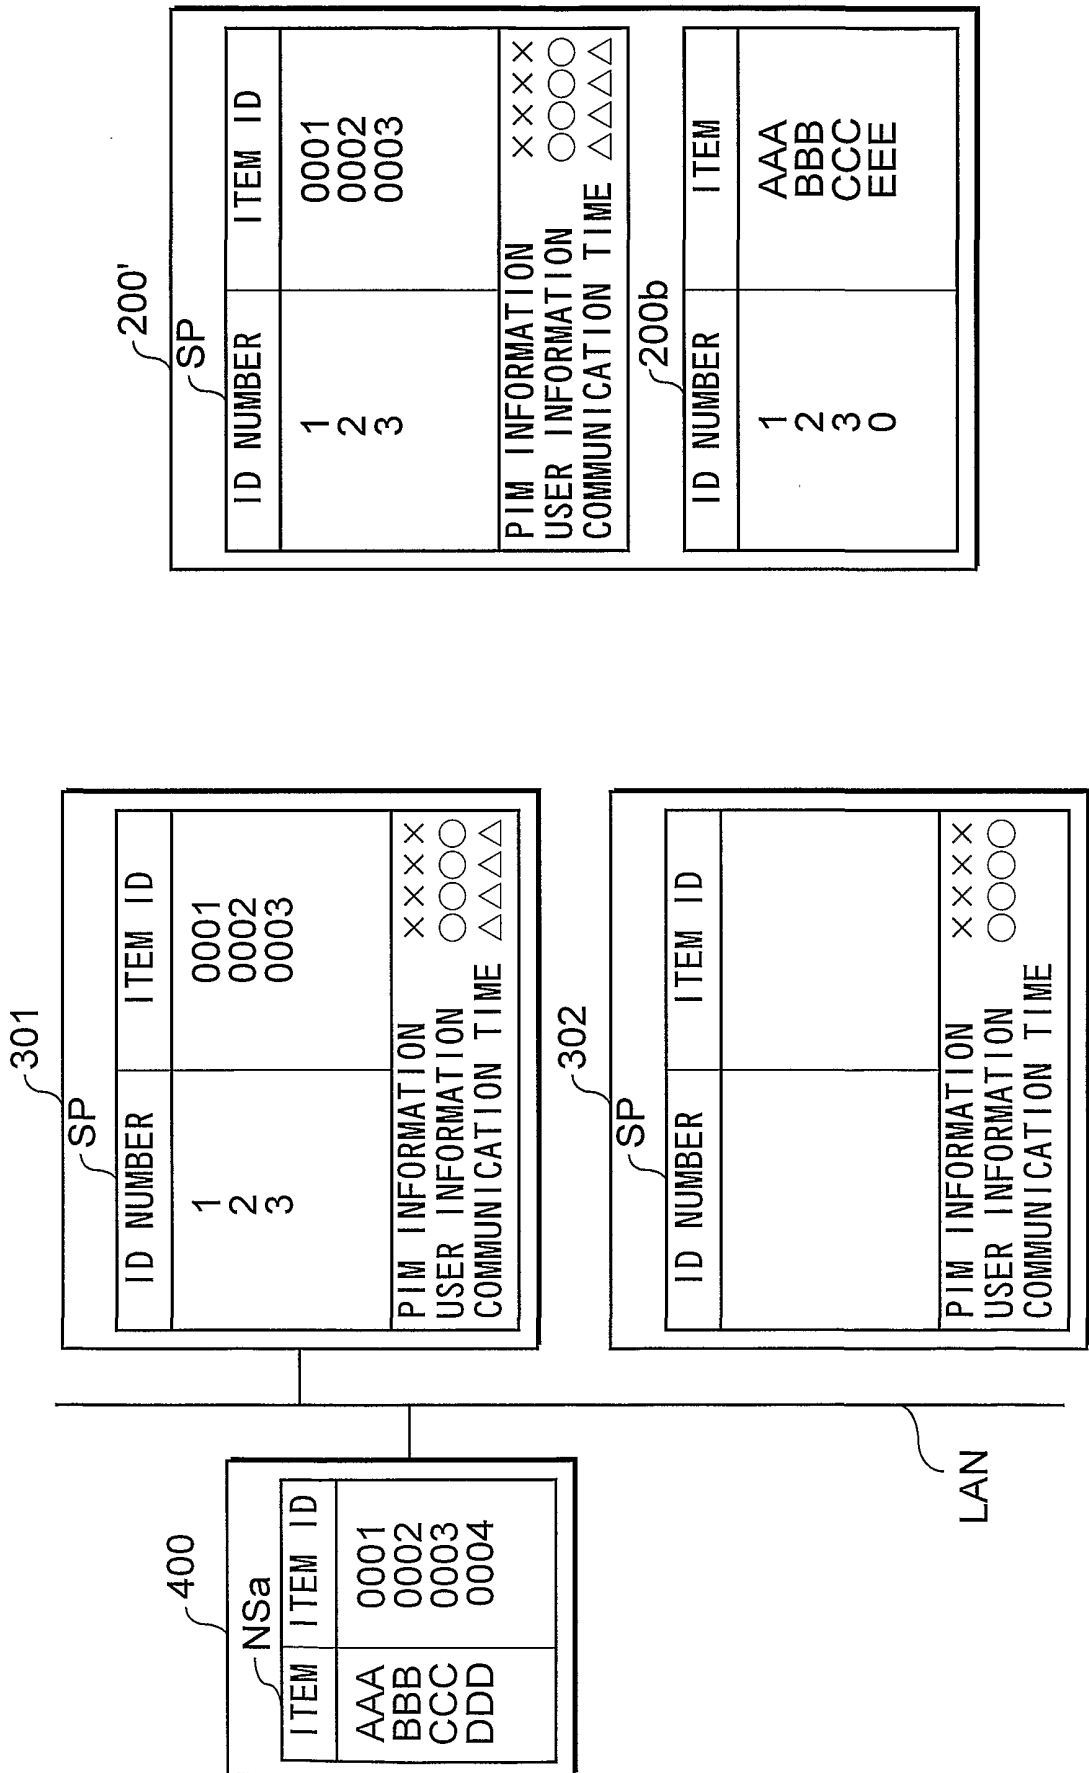 400
NSa
ITEM ITEM ID
AAA 0001
BBB 0002
CCC 0003
DDD 0004
LAN
301
SP
ID NUMBER ITEM ID
1 0001
2 0002
3 0003
PIM INFORMATION ××××
USER INFORMATION ○○○○
COMMUNICATION TIME △△△△
302
SP
ID NUMBER ITEM ID
PIM INFORMATION ××××
USER INFORMATION ○○○○
COMMUNICATION TIME
200'
SP
ID NUMBER ITEM ID
1 0001
2 0002
3 0003
PIM INFORMATION ××××
USER INFORMATION ○○○○
COMMUNICATION TIME △△△△
200b
ID NUMBER ITEM
1 AAA
2 BBB
3 CCC
0 EEE